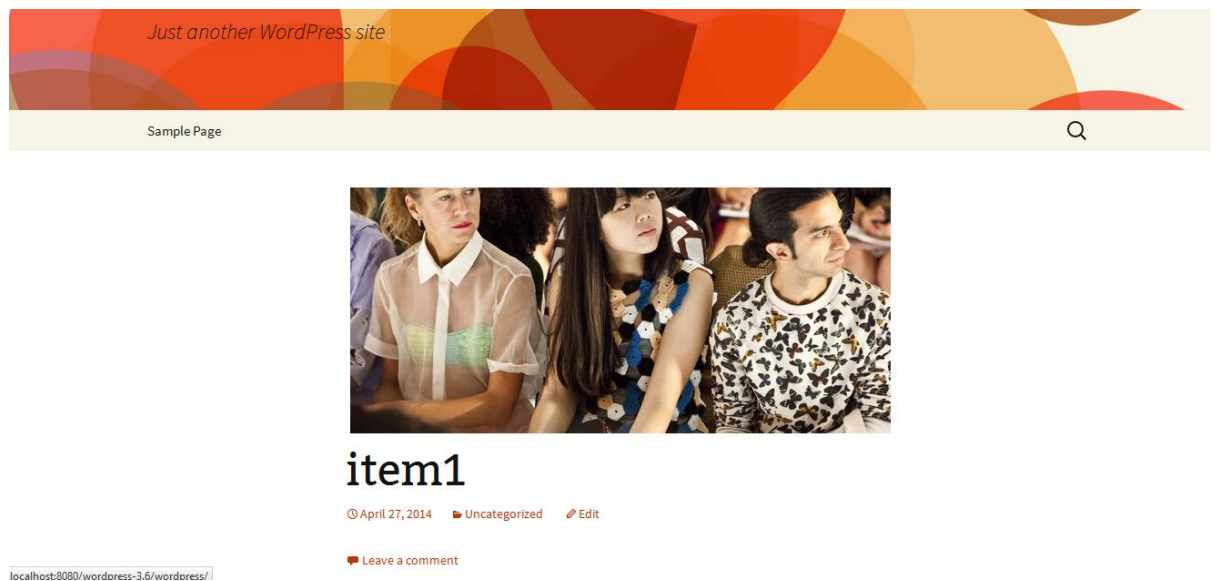 Just another WordPress site
Sample Page
item1
April 27, 2014 Uncategorized Edit
Leave a comment
localhost:8080/wordpress-3.6/wordpress/